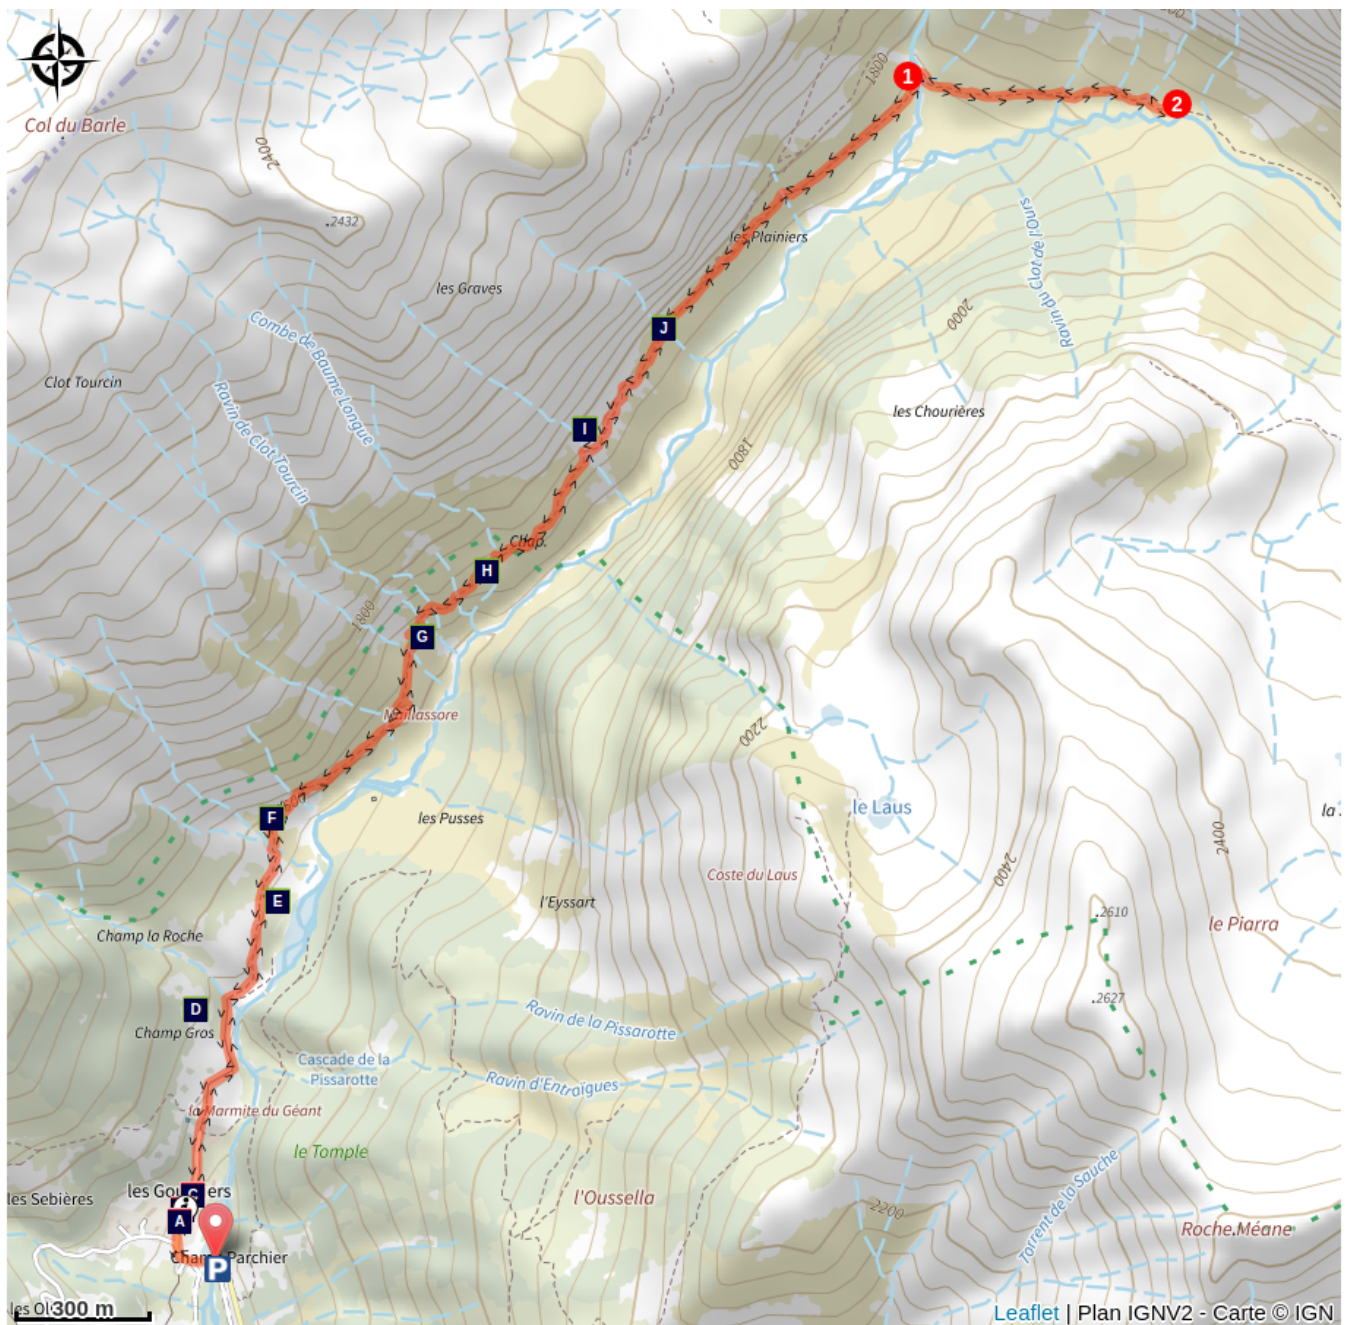 1800
1
2
Col du Barle
2400
.2432
les Plainiers
Ravin du Clot de l'Ours
les Graves
2000
J
Combe de Baume Longue
Clot Tourcin
Ravin de Clot Tourcin
les Chourières
I
1800
Chap.
H
1800
G
Maillassore
2200
le Laus
la
F
les Pusses
2400
2400
Coste du Laus
E
l'Eyssart
.2610
le Piarra
Champ la Roche
.2627
D
Champ Gros
Ravin de la Pissarotte
Cascade de la
Pissarotte
Ravin d'Entraigues
la Marmite du Géant
le Tomple
les Sebières
A
l'Oussella
2200
Torrent de la Sauche
Roche Méane
P
300 m
Leaflet | Plan IGNV2 - Carte © IGN